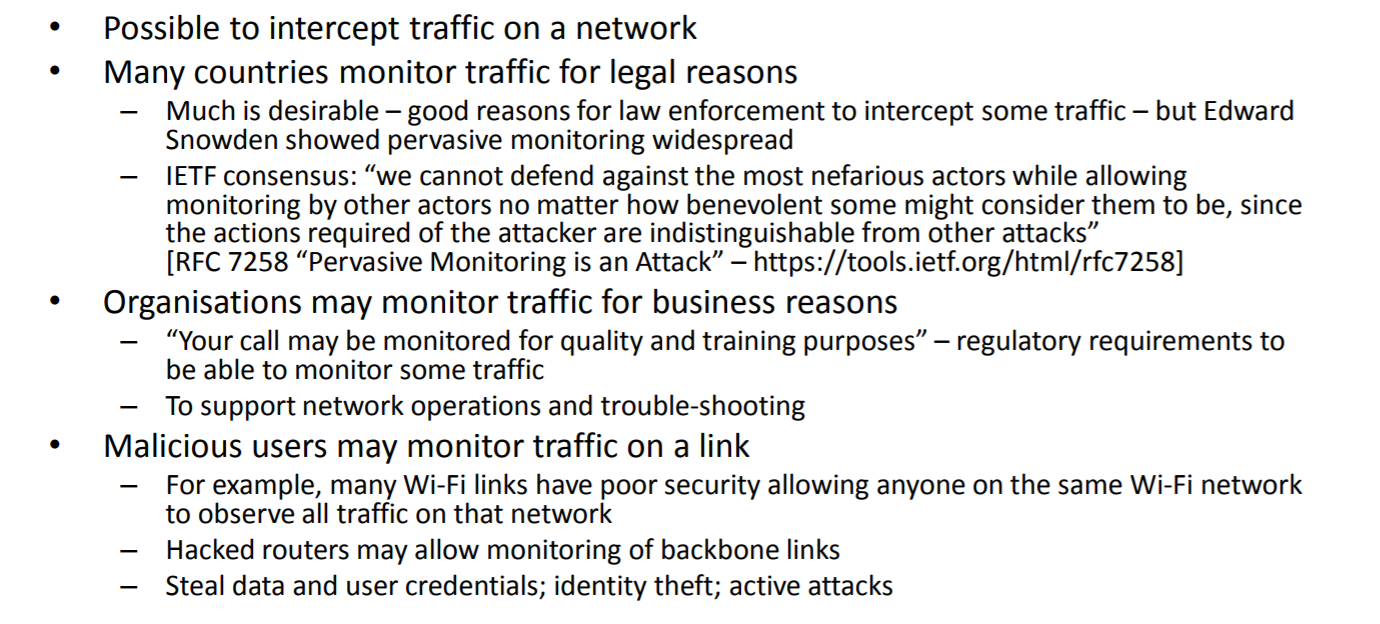 • Possible to intercept traffic on a network
• Many countries monitor traffic for legal reasons
– Much is desirable – good reasons for law enforcement to intercept some traffic – but Edward
Snowden showed pervasive monitoring widespread
– IETF consensus: “we cannot defend against the most nefarious actors while allowing
monitoring by other actors no matter how benevolent some might consider them to be, since
the actions required of the attacker are indistinguishable from other attacks”
[RFC 7258 “Pervasive Monitoring is an Attack” – https://tools.ietf.org/html/rfc7258]
• Organisations may monitor traffic for business reasons
– “Your call may be monitored for quality and training purposes” – regulatory requirements to
be able to monitor some traffic
– To support network operations and trouble-shooting
• Malicious users may monitor traffic on a link
– For example, many Wi-Fi links have poor security allowing anyone on the same Wi-Fi network
to observe all traffic on that network
– Hacked routers may allow monitoring of backbone links
– Steal data and user credentials; identity theft; active attacks